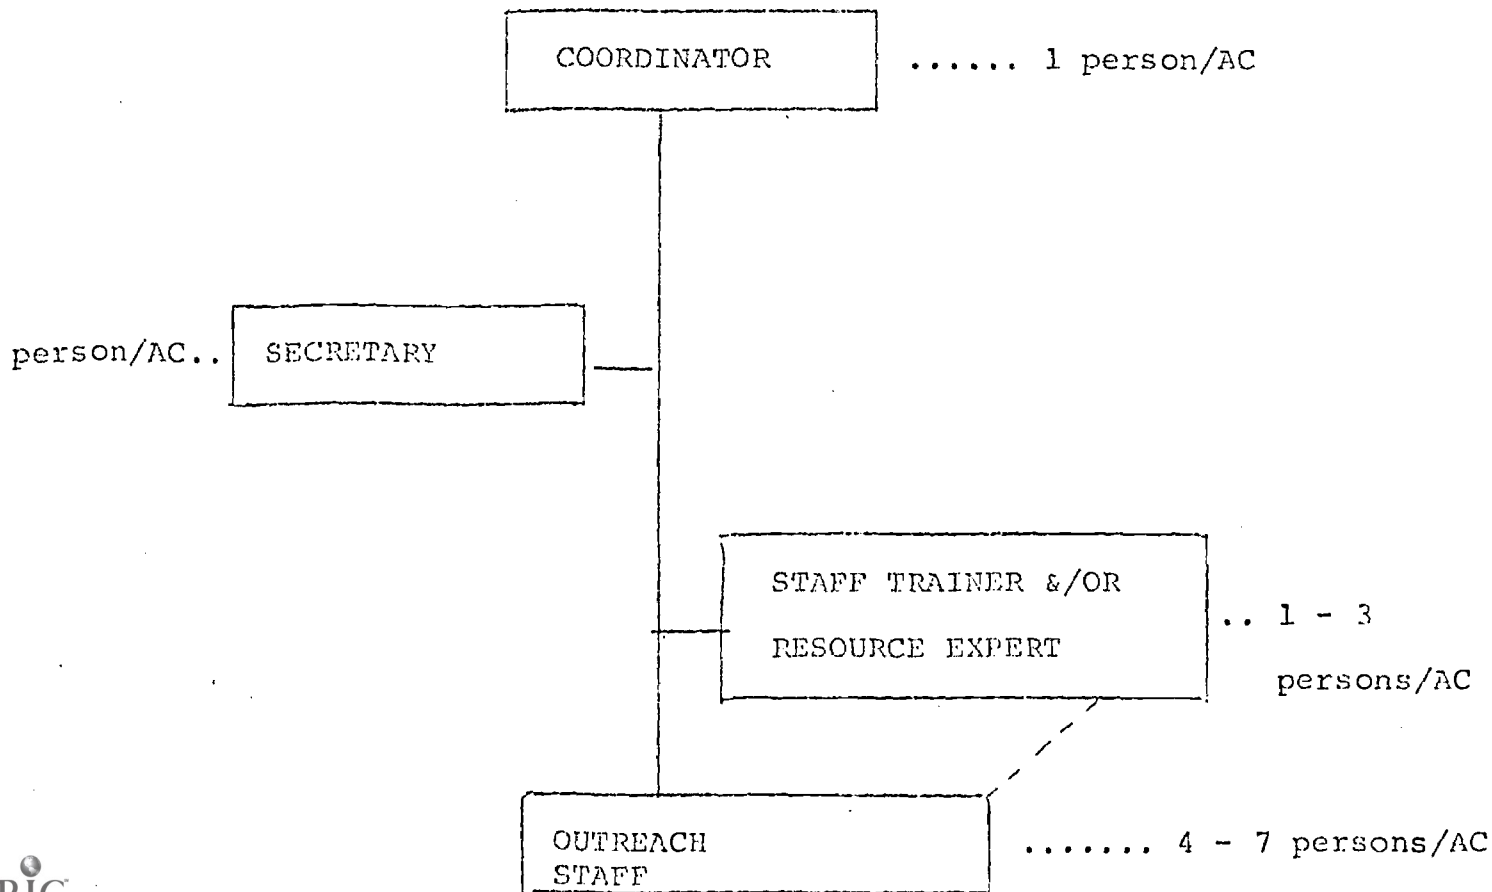 COORDINATOR ...... 1 person/AC
person/AC.. SECRETARY
STAFF TRAINER &/OR
RESOURCE EXPERT .. 1 - 3
persons/AC
OUTREACH ....... 4 - 7 persons/AC
STAFF